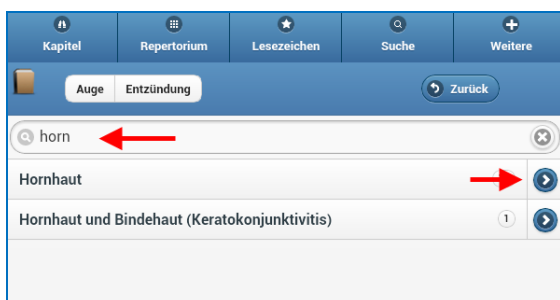 Kapitel Repertorium Lesezeichen Suche Weitere
Auge Entzündung Zurück
horn
Hornhaut
Hornhaut und Bindehaut (Keratokonjunktivitis) 1